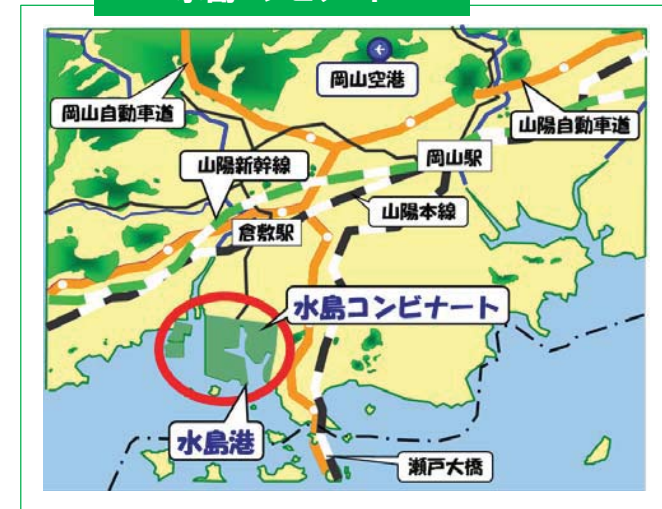 岡山空港
岡山自動車道
山陽自動車道
岡山駅
山陽新幹線
山陽本線
倉敷駅
水島コンビナート
水島港
瀬戸大橋